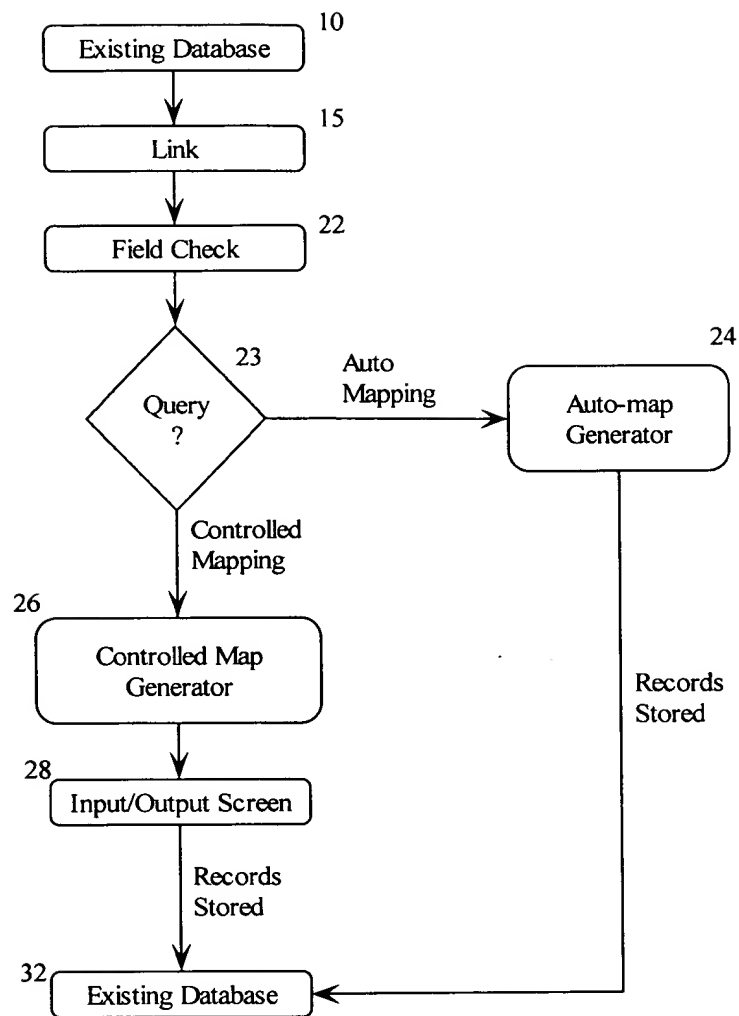 10
Existing Database
15
Link
22
Field Check
23
Query
?
Auto
Mapping
24
Auto-map
Generator
Controlled
Mapping
26
Controlled Map
Generator
Records
Stored
28
Input/Output Screen
Records
Stored
32
Existing Database